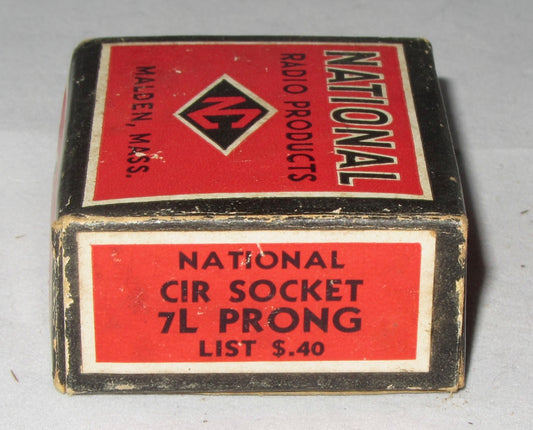 NATIONAL
RADIO PRODUCTS
NC
MALDEN, MASS.
NATIONAL
CIR SOCKET
7L PRONG
LIST $.40